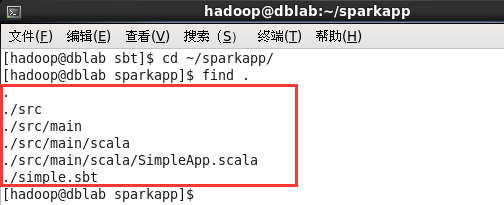 hadoop@dblab:~/sparkapp
文件(F) 编辑(E) 查看(V) 搜索(S) 终端(T) 帮助(H)
[hadoop@dblab sbt]$ cd ~/sparkapp/
[hadoop@dblab sparkapp]$ find .
.
./src
./src/main
./src/main/scala
./src/main/scala/SimpleApp.scala
./simple.sbt
[hadoop@dblab sparkapp]$